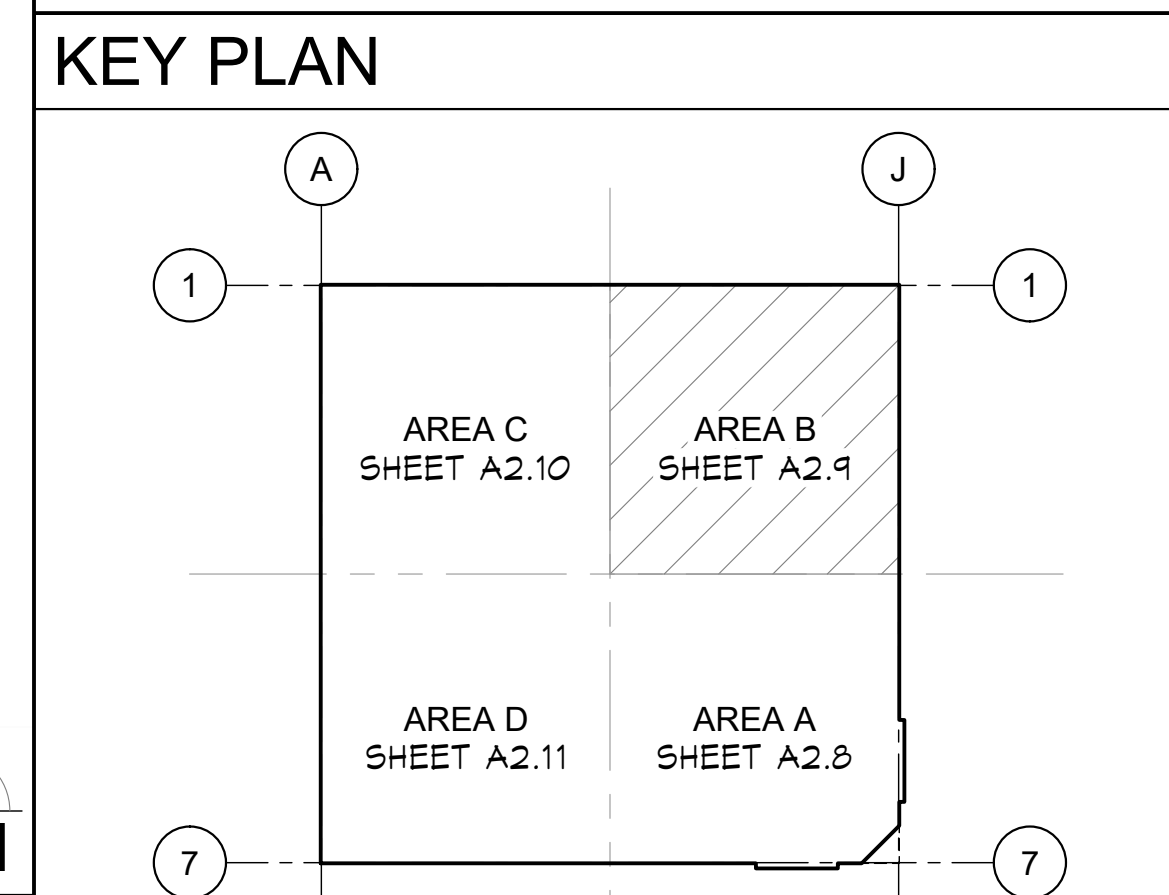 KEY PLAN
A
J
1
1
AREA C
SHEET A2.10
AREA B
SHEET A2.9
AREA D
SHEET A2.11
AREA A
SHEET A2.8
7
7